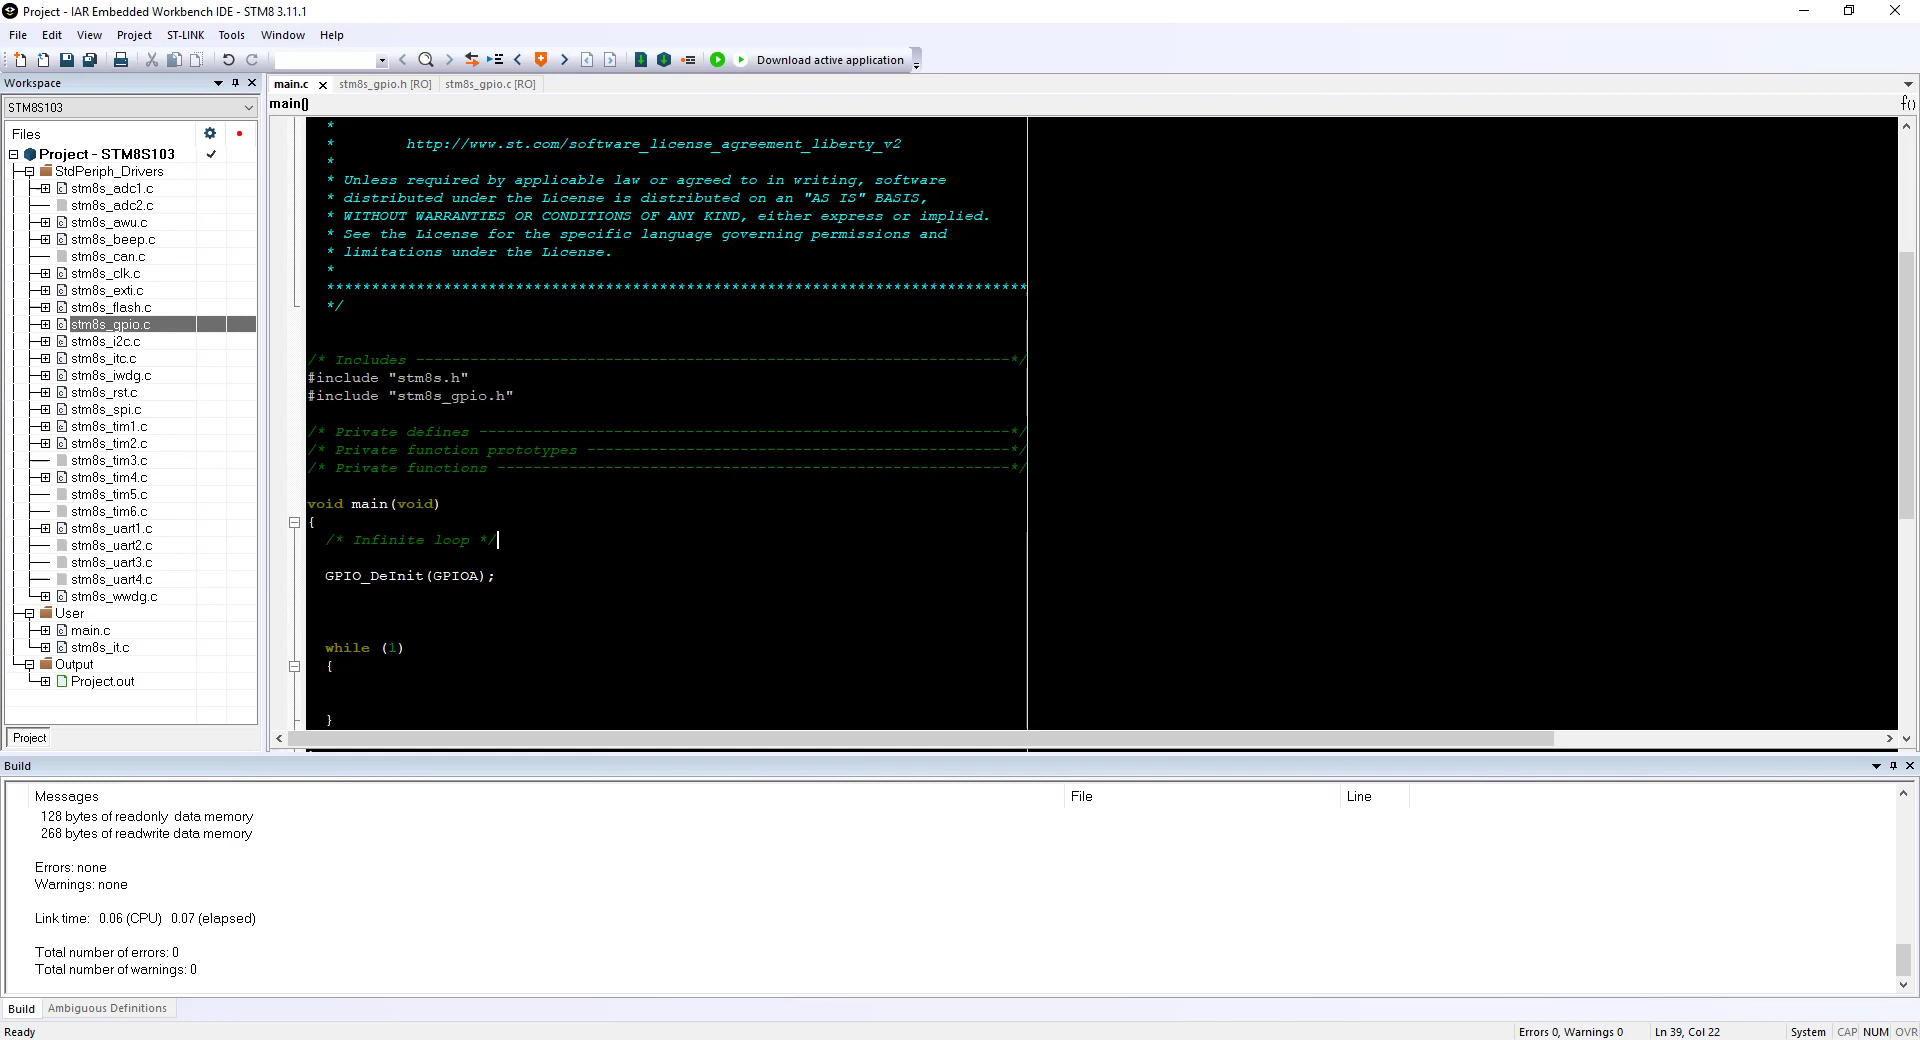 Project - IAR Embedded Workbench IDE - STM8 3.11.1
File Edit View Project ST-LINK Tools Window Help
Download active application
Workspace
main.c stm8s_gpio.h [RO] stm8s_gpio.c [RO]
STM8S103
main() f()
Files
Project - STM8S103
StdPeriph_Drivers
stm8s_adc1.c
stm8s_adc2.c
stm8s_awu.c
stm8s_beep.c
stm8s_can.c
stm8s_clk.c
stm8s_exti.c
stm8s_flash.c
stm8s_gpio.c
stm8s_i2c.c
stm8s_itc.c
stm8s_iwdg.c
stm8s_rst.c
stm8s_spi.c
stm8s_tim1.c
stm8s_tim2.c
stm8s_tim3.c
stm8s_tim4.c
stm8s_tim5.c
stm8s_tim6.c
stm8s_uart1.c
stm8s_uart2.c
stm8s_uart3.c
stm8s_uart4.c
stm8s_wwdg.c
User
main.c
stm8s_it.c
Output
Project.out
Project
*
* http://www.st.com/software_license_agreement_liberty_v2
*
* Unless required by applicable law or agreed to in writing, software
* distributed under the License is distributed on an "AS IS" BASIS,
* WITHOUT WARRANTIES OR CONDITIONS OF ANY KIND, either express or implied.
* See the License for the specific language governing permissions and
* limitations under the License.
*
******************************************************************************
*/
/* Includes ------------------------------------------------------------------*/
#include "stm8s.h"
#include "stm8s_gpio.h"
/* Private defines -----------------------------------------------------------*/
/* Private function prototypes -----------------------------------------------*/
/* Private functions ---------------------------------------------------------*/
void main(void)
{
/* Infinite loop */
GPIO_DeInit(GPIOA);
while (1)
{
}
Build
Messages File Line
128 bytes of readonly data memory
268 bytes of readwrite data memory
Errors: none
Warnings: none
Link time: 0.06 (CPU) 0.07 (elapsed)
Total number of errors: 0
Total number of warnings: 0
Build Ambiguous Definitions
Ready Errors 0, Warnings 0 Ln 39, Col 22 System CAP NUM OVR